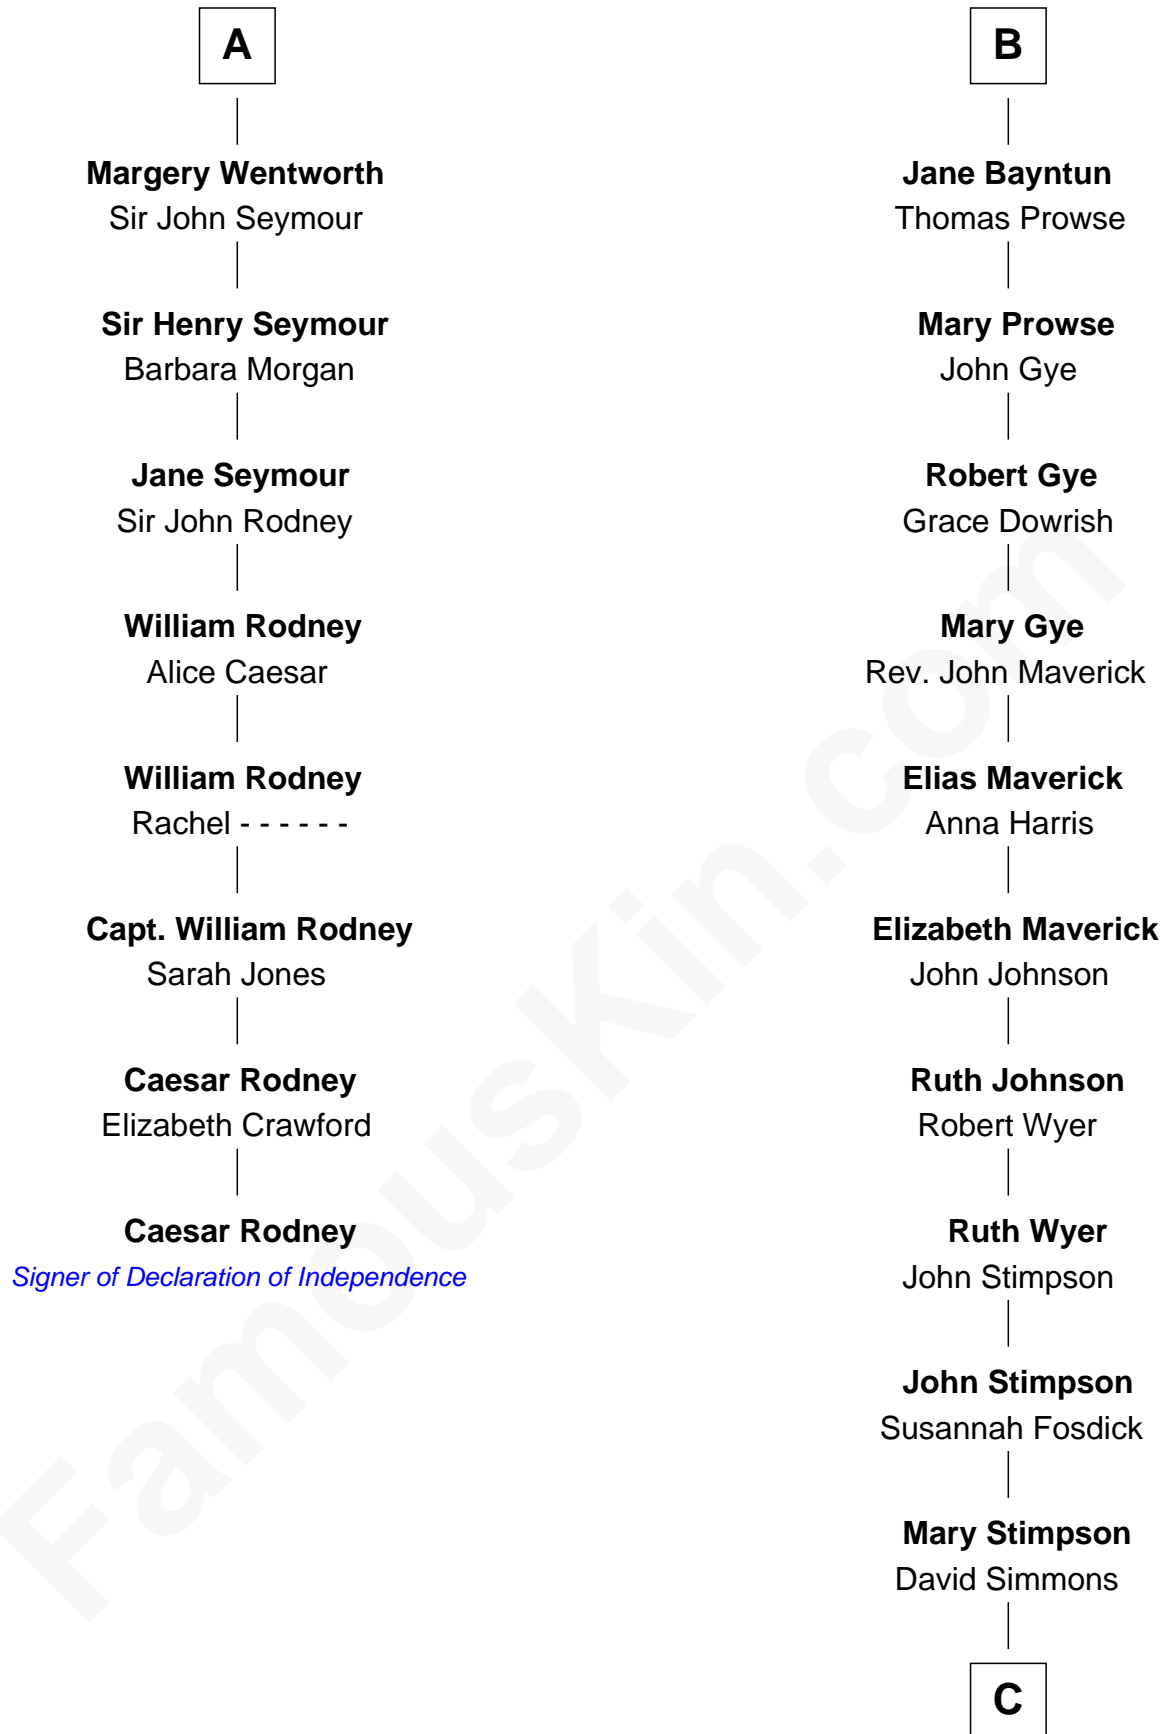 A
Margery Wentworth
Sir John Seymour
Sir Henry Seymour
Barbara Morgan
Jane Seymour
Sir John Rodney
William Rodney
Alice Caesar
William Rodney
Rachel - - - - - -
Capt. William Rodney
Sarah Jones
Caesar Rodney
Elizabeth Crawford
Caesar Rodney
Signer of Declaration of Independence
B
Jane Bayntun
Thomas Prowse
Mary Prowse
John Gye
Robert Gye
Grace Dowrish
Mary Gye
Rev. John Maverick
Elias Maverick
Anna Harris
Elizabeth Maverick
John Johnson
Ruth Johnson
Robert Wyer
Ruth Wyer
John Stimpson
John Stimpson
Susannah Fosdick
Mary Stimpson
David Simmons
C
FamousKin.com